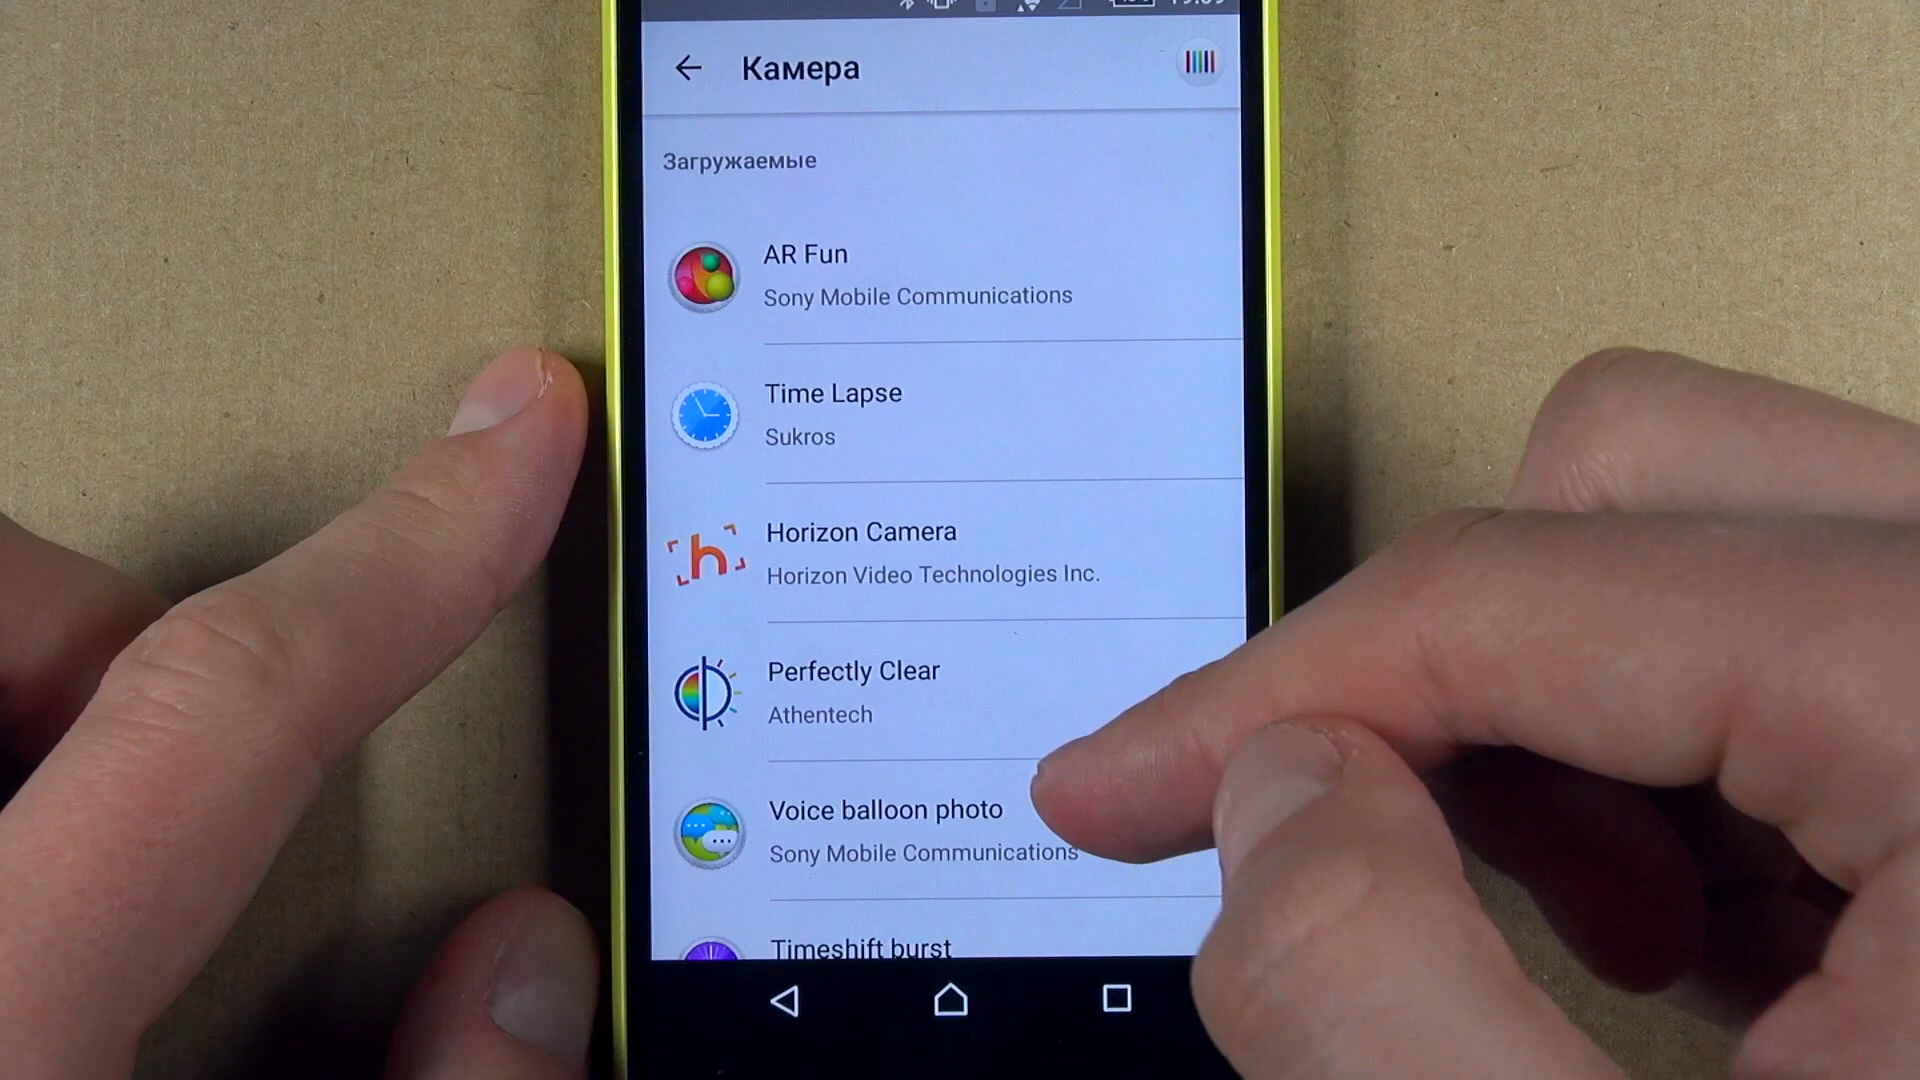 Камера
Загружаемые
AR Fun
Sony Mobile Communications
Time Lapse
Sukros
Horizon Camera
Horizon Video Technologies Inc.
Perfectly Clear
Athentech
Voice balloon photo
Sony Mobile Communications
Timeshift burst